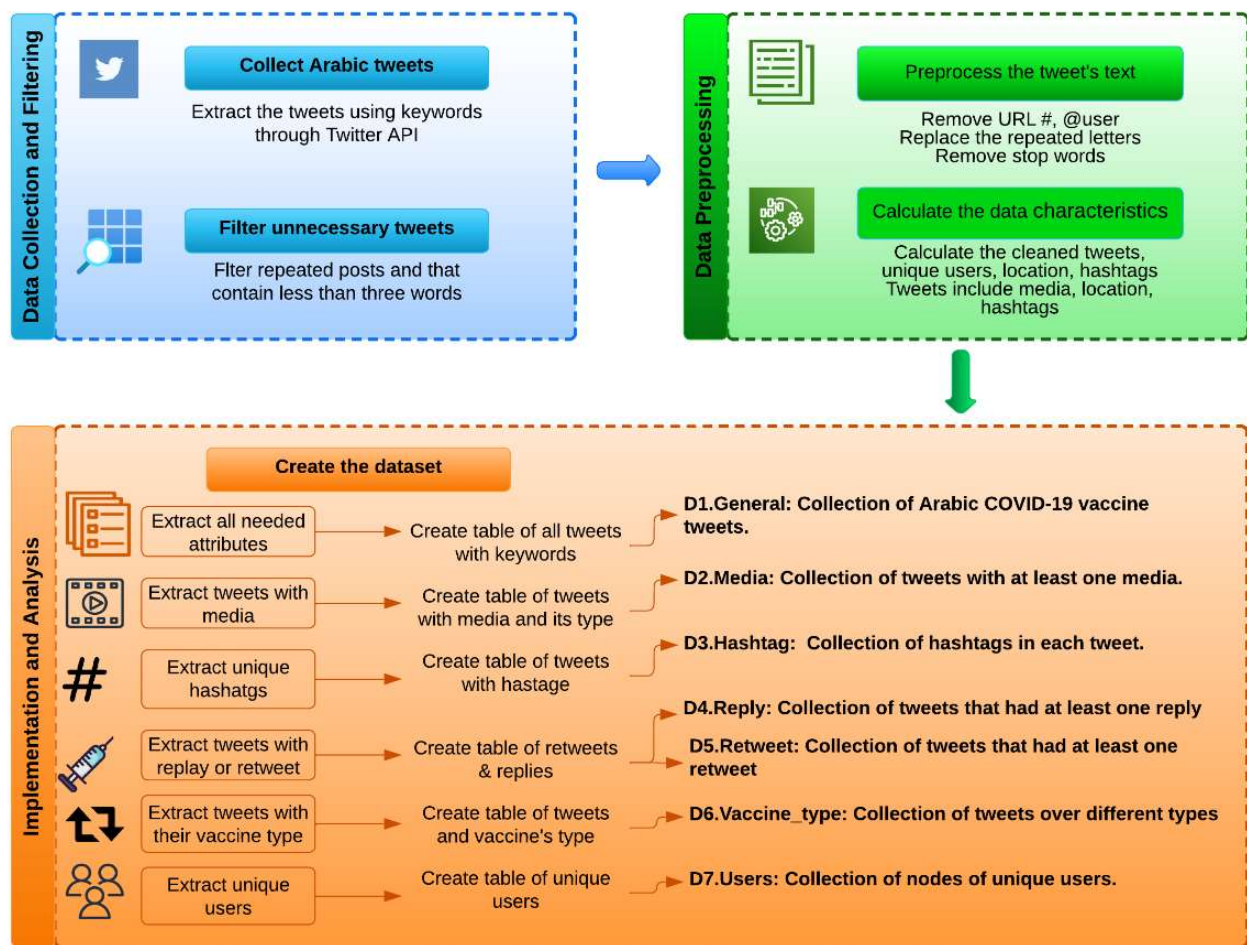 Data Collection and Filtering
Collect Arabic tweets
Extract the tweets using keywords
through Twitter API
Filter unnecessary tweets
Flter repeated posts and that
contain less than three words
Data Preprocessing
Preprocess the tweet's text
Remove URL #, @user
Replace the repeated letters
Remove stop words
Calculate the data characteristics
Calculate the cleaned tweets,
unique users, location, hashtags
Tweets include media, location,
hashtags
Implementation and Analysis
Create the dataset
Extract all needed
attributes
Create table of all tweets
with keywords
D1.General: Collection of Arabic COVID-19 vaccine
tweets.
Extract tweets with
media
Create table of tweets
with media and its type
D2.Media: Collection of tweets with at least one media.
#
Extract unique
hashatgs
Create table of tweets
with hastage
D3.Hashtag: Collection of hashtags in each tweet.
Extract tweets with
replay or retweet
Create table of retweets
& replies
D4.Reply: Collection of tweets that had at least one reply
D5.Retweet: Collection of tweets that had at least one
retweet
Extract tweets with
their vaccine type
Create table of tweets
and vaccine's type
D6.Vaccine_type: Collection of tweets over different types
Extract unique
users
Create table of unique
users
D7.Users: Collection of nodes of unique users.